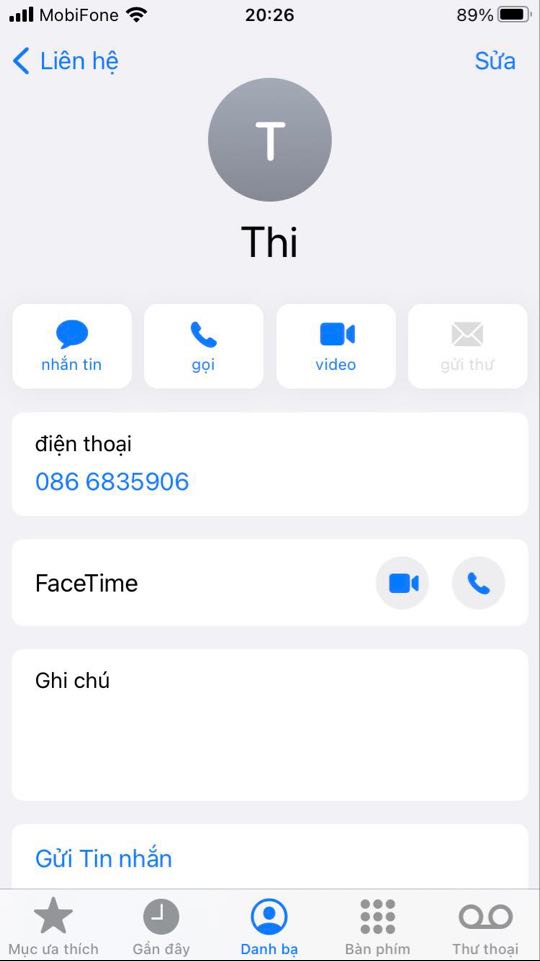 MobiFone 20:26 89%
Liên hệ Sửa
T
Thi
nhắn tin gọi video gửi thư
điện thoại
086 6835906
FaceTime
Ghi chú
Gửi Tin nhắn
Mục ưa thích Gần đây Danh bạ Bàn phím Thư thoại